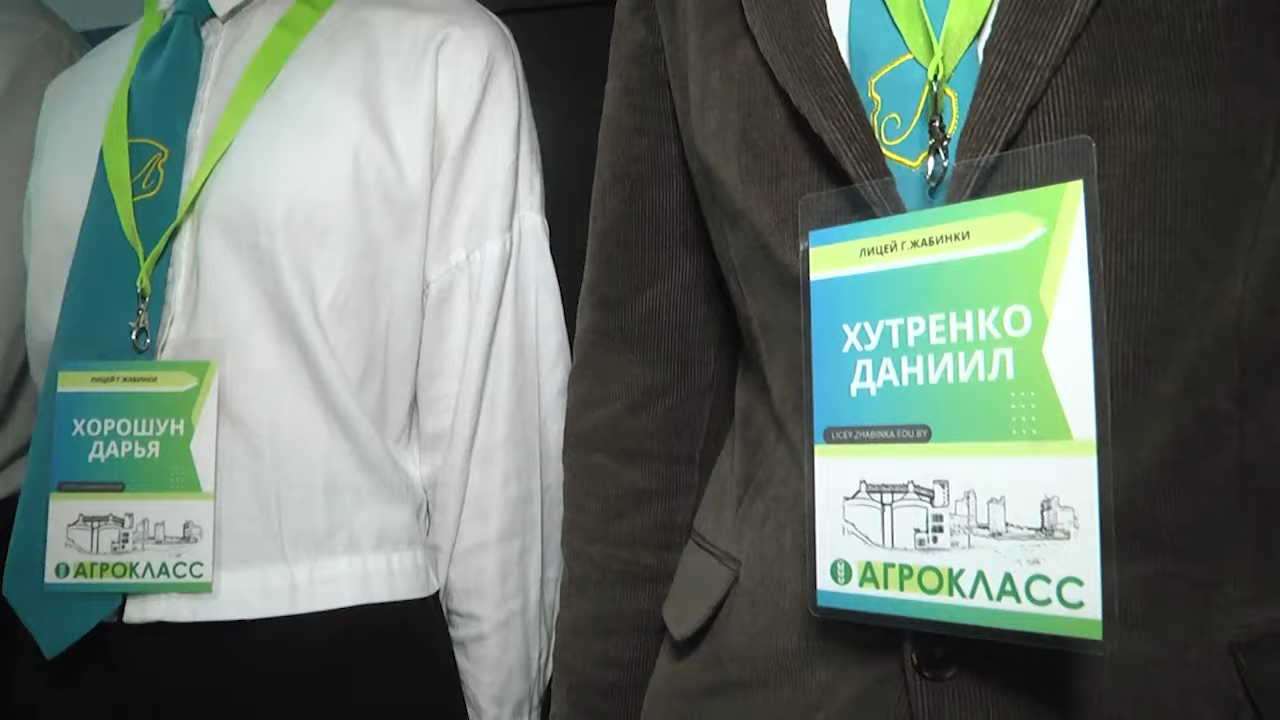 ЛИЦЕЙ Г.ЖАБИНКИ
ХОРОШУН
ДАРЬЯ
АГРОКЛАСС
ЛИЦЕЙ Г.ЖАБИНКИ
ХУТРЕНКО
ДАНИИЛ
LICEY.ZHABINKA.EDU.BY
АГРОКЛАСС